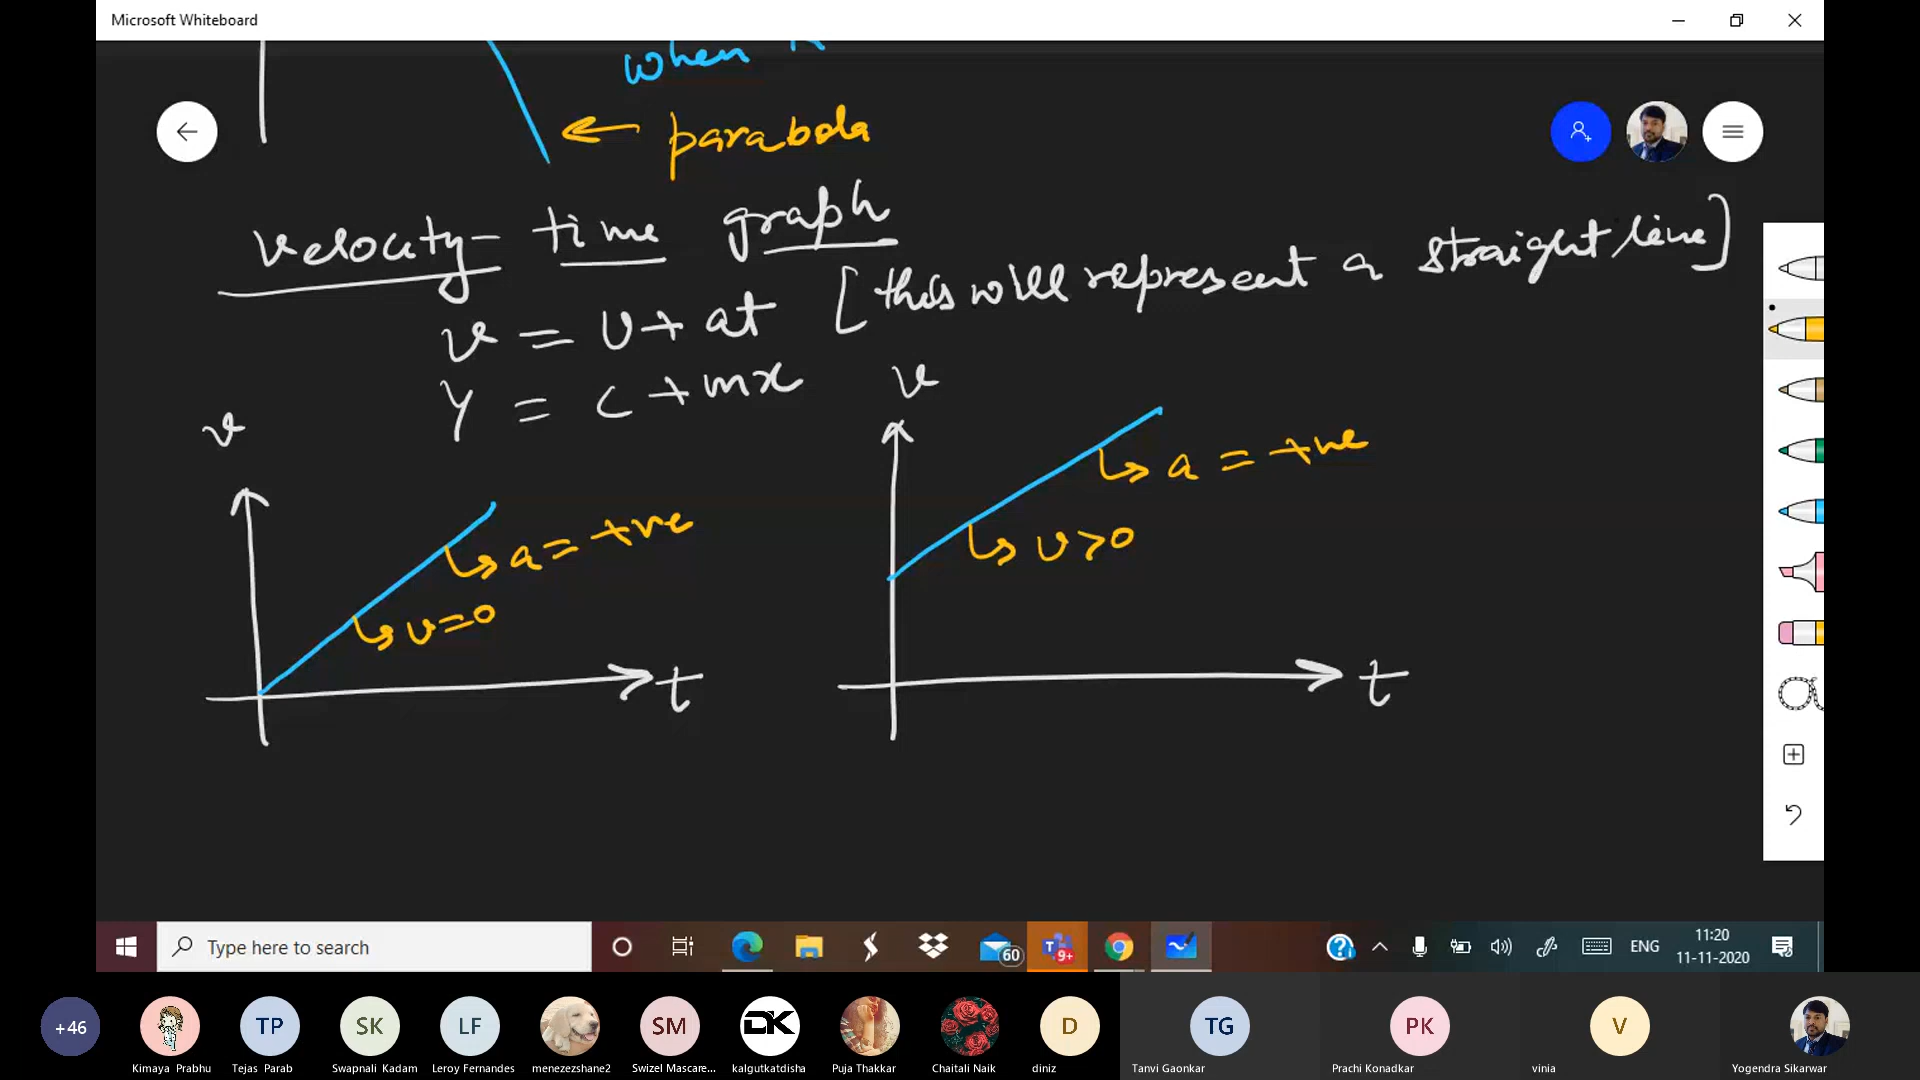 Microsoft Whiteboard
when
← parabola
velocity-time graph
v = u + at [this will represent a straight line]
y = c + mx
v
v
a = +ve
u = 0
t
a = +ve
u > 0
t
Type here to search
60
9+
ENG
11:20
11-11-2020
+46
TP
SK
LF
SM
DK
D
TG
PK
V
Kimaya Prabhu
Tejas Parab
Swapnali Kadam
Leroy Fernandes
menezezshane2
Swizel Mascare...
kalgutkatdisha
Puja Thakkar
Chaitali Naik
diniz
Tanvi Gaonkar
Prachi Konadkar
vinia
Yogendra Sikarwar